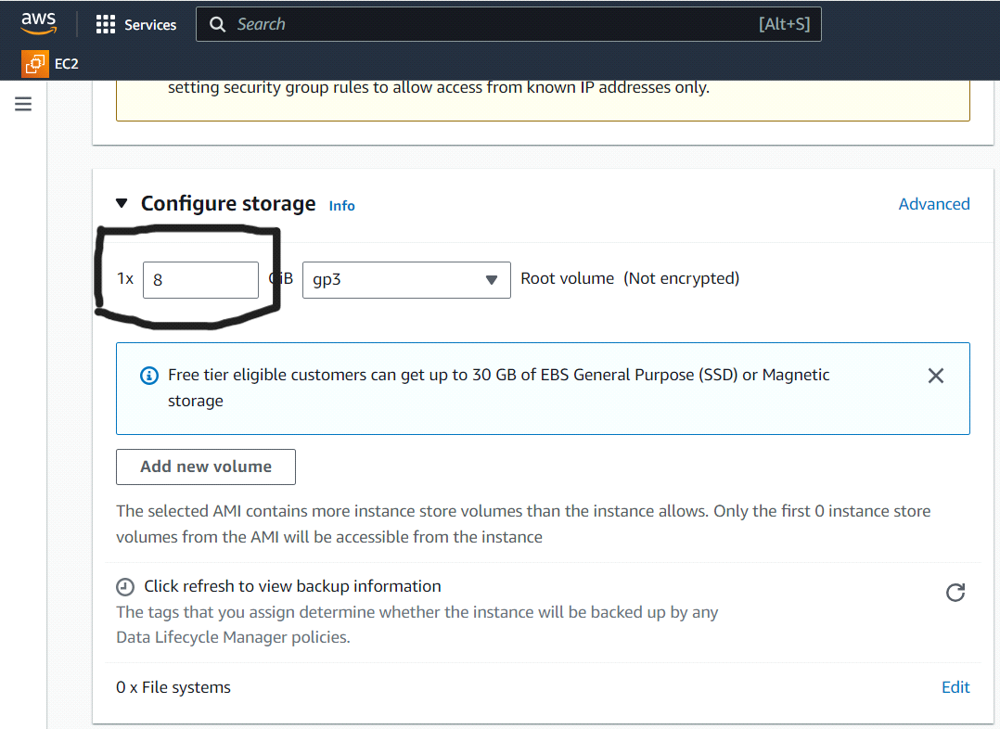 aws Services Search [Alt+S]
EC2
setting security group rules to allow access from known IP addresses only.
Configure storage Info Advanced
1x 8 GiB gp3 Root volume (Not encrypted)
Free tier eligible customers can get up to 30 GB of EBS General Purpose (SSD) or Magnetic
storage
Add new volume
The selected AMI contains more instance store volumes than the instance allows. Only the first 0 instance store
volumes from the AMI will be accessible from the instance
Click refresh to view backup information
The tags that you assign determine whether the instance will be backed up by any
Data Lifecycle Manager policies.
0 x File systems Edit